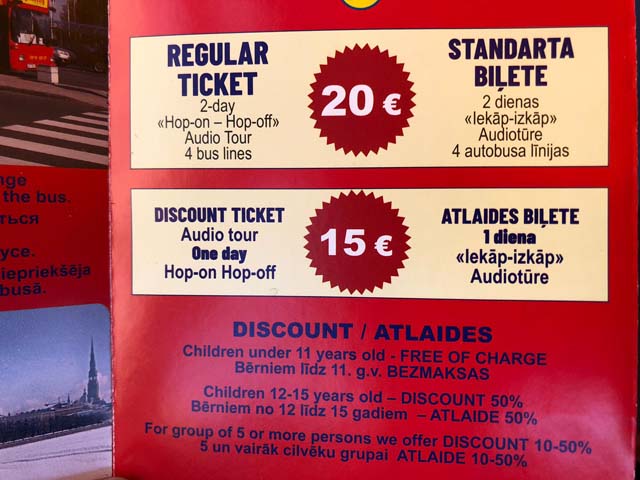 REGULAR
TICKET
2-day
«Hop-on – Hop-off»
Audio Tour
4 bus lines
20 €
STANDARTA
BIĻETE
2 dienas
«Iekāp-izkāp»
Audiotūre
4 autobusa līnijas
DISCOUNT TICKET
Audio tour
One day
Hop-on Hop-off
15 €
ATLAIDES BIĻETE
1 diena
«Iekāp-izkāp»
Audiotūre
DISCOUNT / ATLAIDES
Children under 11 years old - FREE OF CHARGE
Bērniem līdz 11. g.v. BEZMAKSAS
Children 12-15 years old – DISCOUNT 50%
Bērniem no 12 līdz 15 gadiem – ATLAIDE 50%
For group of 5 or more persons we offer DISCOUNT 10-50%
5 un vairāk cilvēku grupai ATLAIDE 10-50%
the bus.
iepriekšēja